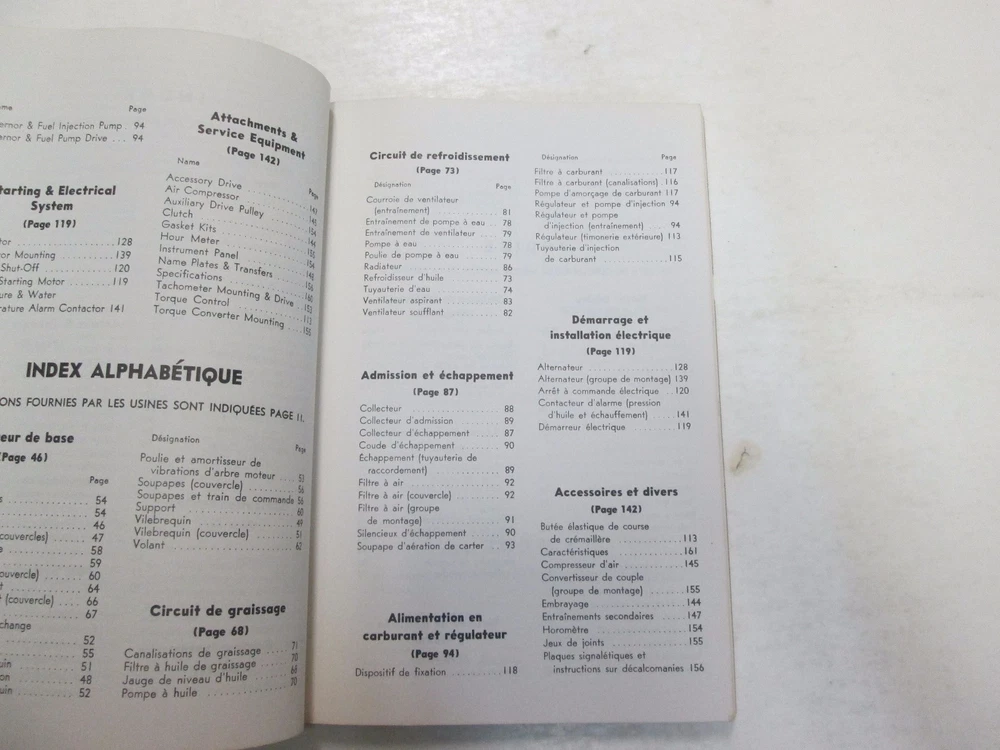 Page
& Fuel Injection Pump . 94
& Fuel Pump Drive ... 94
Starting & Electrical
System
(Page 119)
128
Mounting 139
Shut-Off 120
Starting Motor 119
& Water
Alarm Contactor 141
Attachments &
Service Equipment
(Page 142)
Name Page
Accessory Drive
Air Compressor
Auxiliary Drive Pulley
Clutch
Gasket Kits
Hour Meter
Instrument Panel
Name Plates & Transfers
Specifications
Tachometer Mounting & Drive
Torque Control
Torque Converter Mounting
INDEX ALPHABÉTIQUE
FOURNIES PAR LES USINES SONT INDIQUÉES PAGE II.
de base
(Page 46)
Page
54
54
46
(couvercles) 47
58
59
60
64
(couvercle) 66
67
52
55
51
48
52
Désignation Page
Poulie et amortisseur de
vibrations d'arbre moteur ... 53
Soupapes (couvercle) 56
Soupapes et train de commande 56
Support 60
Vilebrequin 49
Vilebrequin (couvercle) 51
Volant 62
Circuit de graissage
(Page 68)
Canalisations de graissage 71
Filtre à huile de graissage 70
Jauge de niveau d'huile 68
Pompe à huile 70
Circuit de refroidissement
(Page 73)
Désignation Page
Courroie de ventilateur
(entraînement) 81
Entraînement de pompe à eau .. 78
Entraînement de ventilateur 79
Pompe à eau 78
Poulie de pompe à eau 79
Radiateur 86
Refroidisseur d'huile 73
Tuyauterie d'eau 74
Ventilateur aspirant 83
Ventilateur soufflant 82
Admission et échappement
(Page 87)
Collecteur 88
Collecteur d'admission 89
Collecteur d'échappement 87
Coude d'échappement 90
Échappement (tuyauterie de
raccordement) 89
Filtre à air 92
Filtre à air (couvercle) 92
Filtre à air (groupe
de montage) 91
Silencieux d'échappement 90
Soupape d'aération de carter .. 93
Alimentation en
carburant et régulateur
(Page 94)
Dispositif de fixation 118
Désignation Page
Filtre à carburant 117
Filtre à carburant (canalisations) . 116
Pompe d'amorçage de carburant 117
Régulateur et pompe d'injection 94
Régulateur et pompe
d'injection (entraînement) 94
Régulateur (timonerie extérieure) 113
Tuyauterie d'injection
de carburant 115
Démarrage et
installation électrique
(Page 119)
Alternateur 128
Alternateur (groupe de montage) 139
Arrêt à commande électrique .. 120
Contacteur d'alarme (pression
d'huile et échauffement) 141
Démarreur électrique 119
Accessoires et divers
(Page 142)
Butée élastique de course
de crémaillère 113
Caractéristiques 161
Compresseur d'air 145
Convertisseur de couple
(groupe de montage) 155
Embrayage 144
Entraînements secondaires 147
Horomètre 154
Jeux de joints 155
Plaques signalétiques et
instructions sur décalcomanies 156